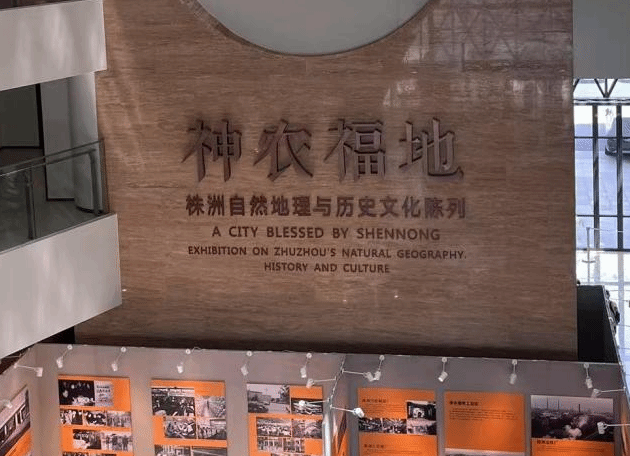 神农福地
株洲自然地理与历史文化陈列
A CITY BLESSED BY SHENNONG
EXHIBITION ON ZHUZHOU'S NATURAL GEOGRAPHY,
HISTORY AND CULTURE